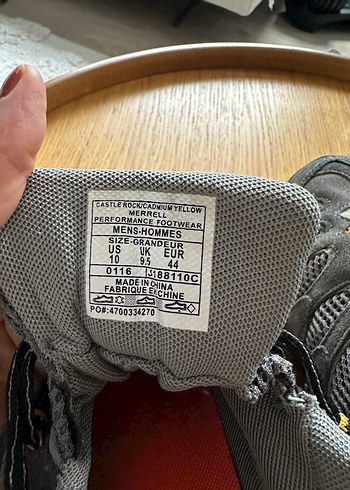 CASTLE ROCK/CADMIUM YELLOW
MERRELL
PERFORMANCE FOOTWEAR
MENS-HOMMES
SIZE-GRANDEUR
US UK EUR
10 9.5 44
0116 J188110C
MADE IN CHINA
FABRIQUE EN CHINE
PO#:4700334270